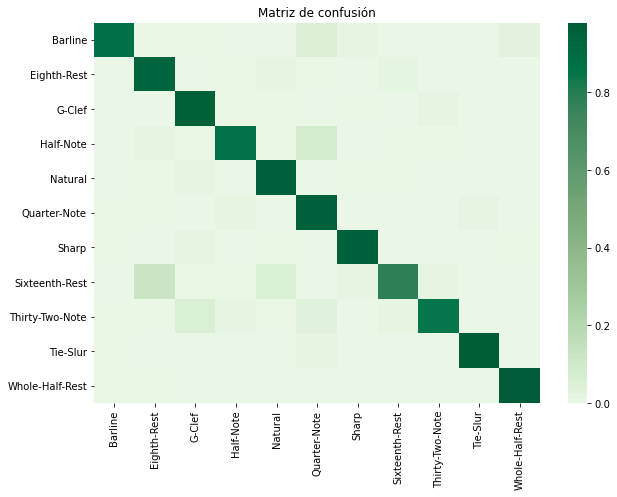 Matriz de confusión
Barline
Eighth-Rest
G-Clef
Half-Note
Natural
Quarter-Note
Sharp
Sixteenth-Rest
Thirty-Two-Note
Tie-Slur
Whole-Half-Rest
Barline
Eighth-Rest
G-Clef
Half-Note
Natural
Quarter-Note
Sharp
Sixteenth-Rest
Thirty-Two-Note
Tie-Slur
Whole-Half-Rest
0.8
0.6
0.4
0.2
0.0